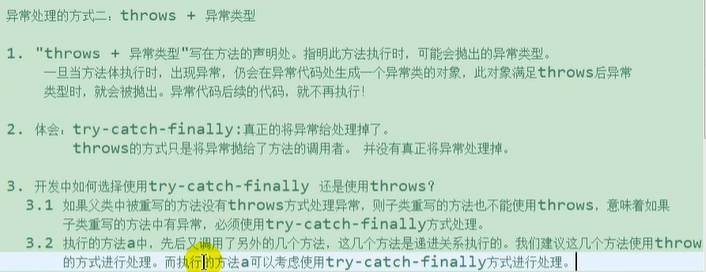 异常处理的方式二：throws + 异常类型
1. "throws + 异常类型"写在方法的声明处。指明此方法执行时，可能会抛出的异常类型。
一旦当方法体执行时，出现异常，仍会在异常代码处生成一个异常类的对象，此对象满足throws后异常
类型时，就会被抛出。异常代码后续的代码，就不再执行！
2. 体会：try-catch-finally:真正的将异常给处理掉了。
throws的方式只是将异常抛给了方法的调用者。 并没有真正将异常处理掉。
3. 开发中如何选择使用try-catch-finally 还是使用throws？
3.1 如果父类中被重写的方法没有throws方式处理异常，则子类重写的方法也不能使用throws，意味着如果
子类重写的方法中有异常，必须使用try-catch-finally方式处理。
3.2 执行的方法a中，先后又调用了另外的几个方法，这几个方法是递进关系执行的。我们建议这几个方法使用throw
的方式进行处理。而执行的方法a可以考虑使用try-catch-finally方式进行处理。